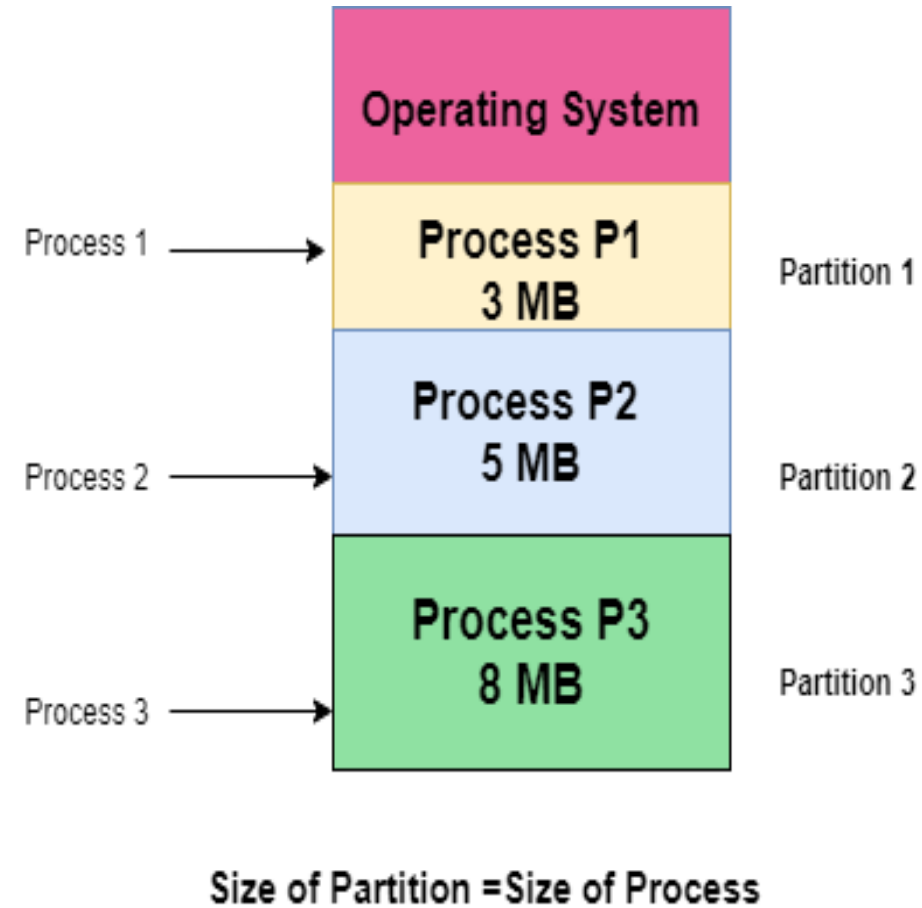 Operating System
Process 1
Process P1
3 MB
Partition 1
Process P2
5 MB
Process 2
Partition 2
Process P3
8 MB
Partition 3
Process 3
Size of Partition =Size of Process